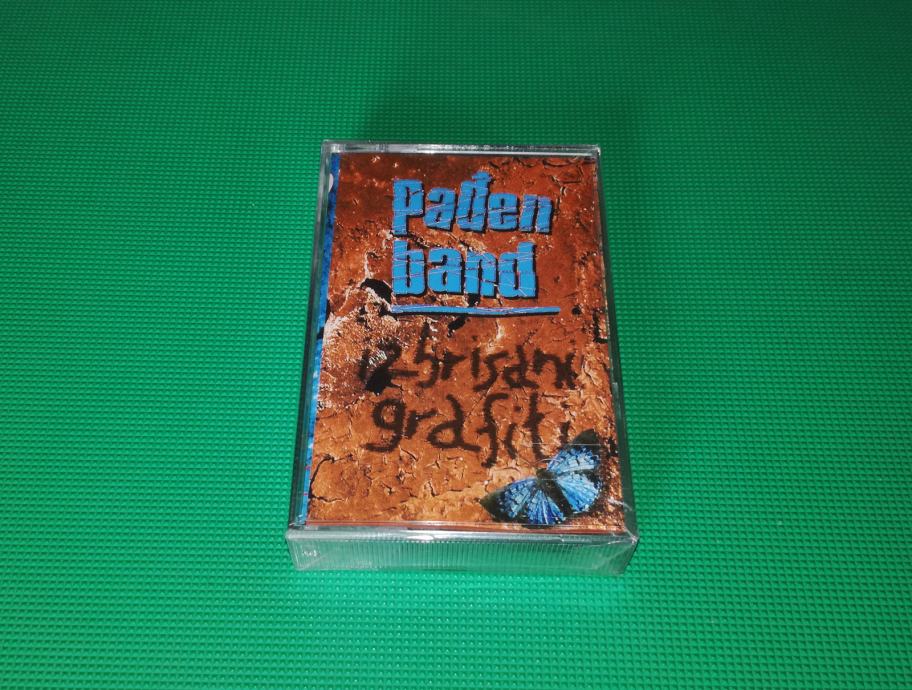 Pađen
band
izbrisani
grafiti